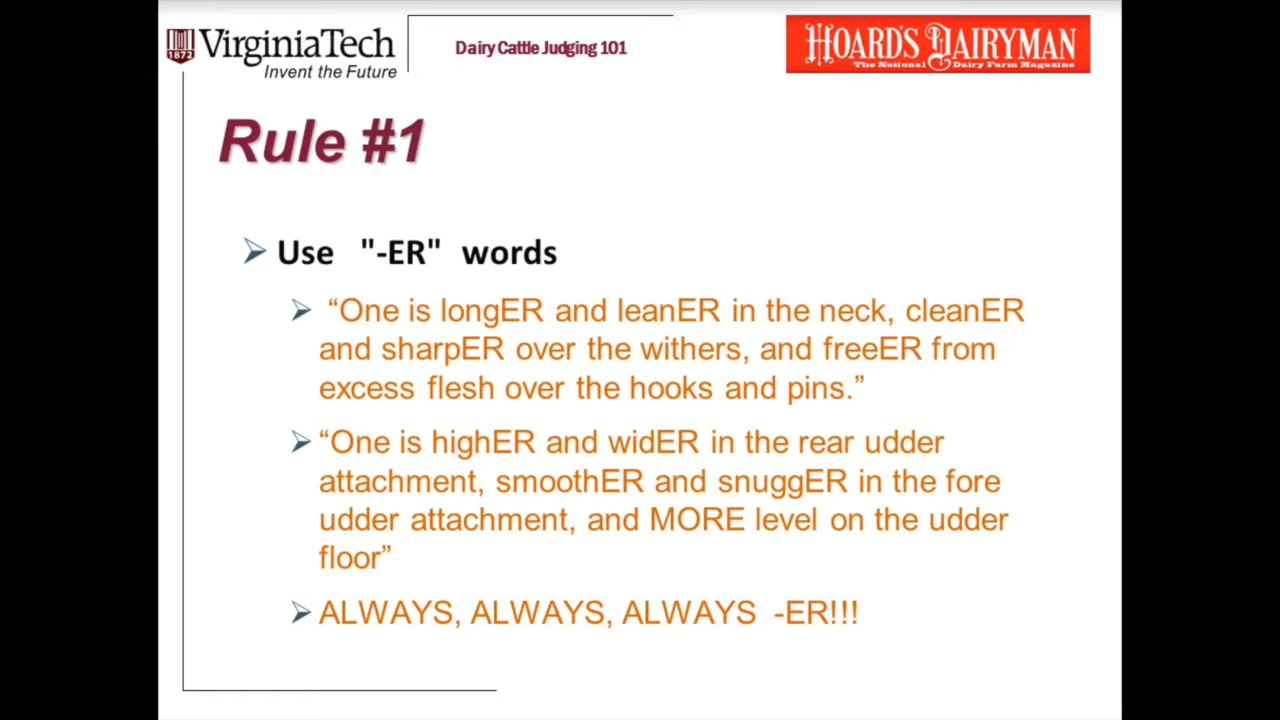 VirginiaTech
1872
Invent the Future
Dairy Cattle Judging 101
HOARD'S DAIRYMAN
The National Dairy Farm Magazine
Rule #1
Use "-ER" words
“One is longER and leanER in the neck, cleanER
and sharpER over the withers, and freeER from
excess flesh over the hooks and pins.”
“One is highER and widER in the rear udder
attachment, smoothER and snuggER in the fore
udder attachment, and MORE level on the udder
floor”
ALWAYS, ALWAYS, ALWAYS -ER!!!